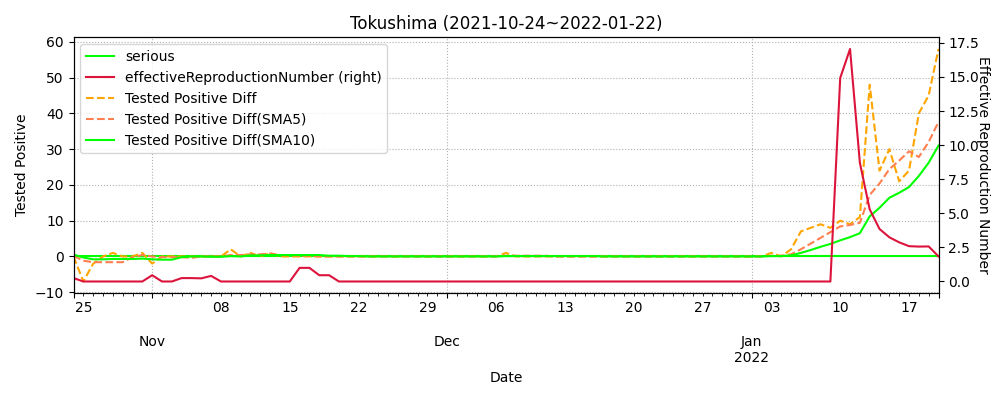 Tokushima (2021-10-24~2022-01-22)
serious
effectiveReproductionNumber (right)
Tested Positive Diff
Tested Positive Diff(SMA5)
Tested Positive Diff(SMA10)
60
50
40
30
20
10
0
−10
Tested Positive
17.5
15.0
12.5
10.0
7.5
5.0
2.5
0.0
Effective Reproduction Number
25 08 15 22 29 06 13 20 27 03 10 17
Nov Dec Jan
2022
Date